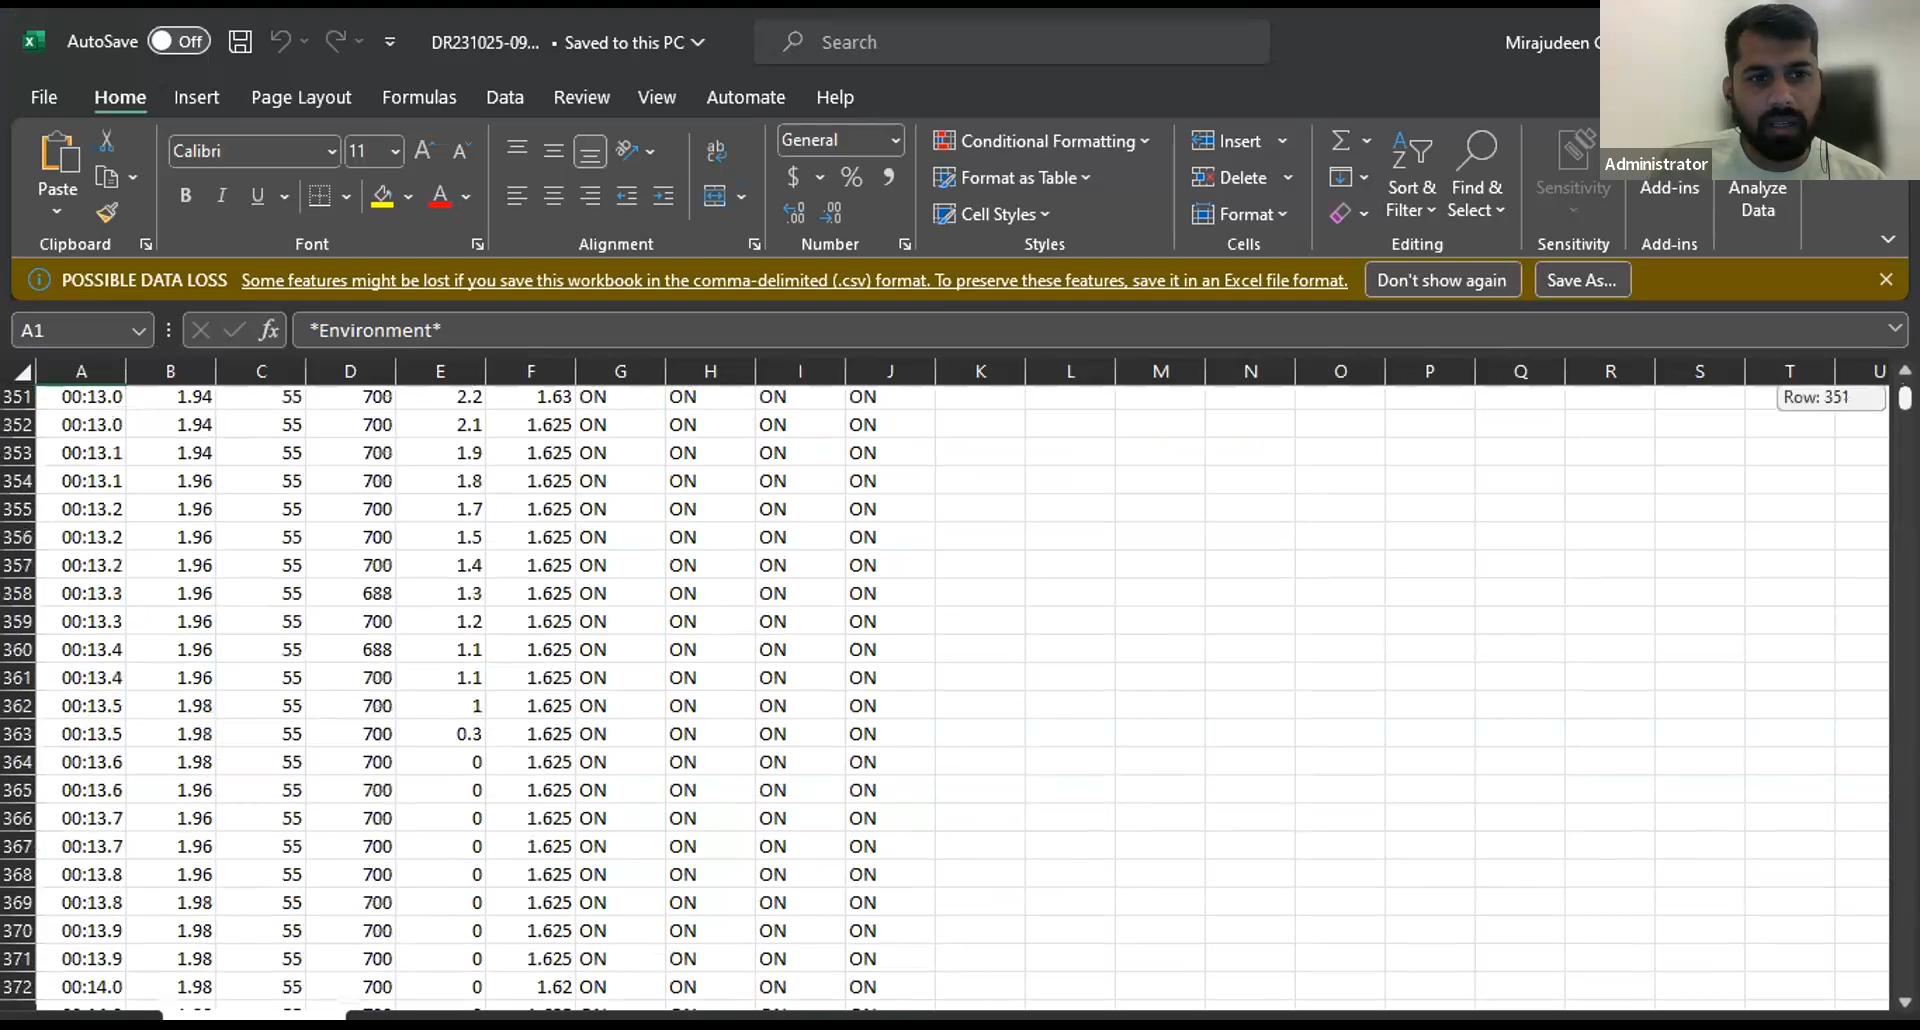 AutoSave Off DR231025-09... • Saved to this PC Search Mirajudeen
Administrator
File Home Insert Page Layout Formulas Data Review View Automate Help
Calibri 11 General Conditional Formatting Insert
Format as Table Delete
Cell Styles Format
Paste B I U A $ % Sort & Filter Find & Select Sensitivity Add-ins Analyze Data
Clipboard Font Alignment Number Styles Cells Editing Sensitivity Add-ins
POSSIBLE DATA LOSS Some features might be lost if you save this workbook in the comma-delimited (.csv) format. To preserve these features, save it in an Excel file format. Don't show again Save As...
A1 fx *Environment*
A B C D E F G H I J K L M N O P Q R S T U
351 00:13.0 1.94 55 700 2.2 1.63 ON ON ON ON Row: 351
352 00:13.0 1.94 55 700 2.1 1.625 ON ON ON ON
353 00:13.1 1.94 55 700 1.9 1.625 ON ON ON ON
354 00:13.1 1.96 55 700 1.8 1.625 ON ON ON ON
355 00:13.2 1.96 55 700 1.7 1.625 ON ON ON ON
356 00:13.2 1.96 55 700 1.5 1.625 ON ON ON ON
357 00:13.2 1.96 55 700 1.4 1.625 ON ON ON ON
358 00:13.3 1.96 55 688 1.3 1.625 ON ON ON ON
359 00:13.3 1.96 55 700 1.2 1.625 ON ON ON ON
360 00:13.4 1.96 55 688 1.1 1.625 ON ON ON ON
361 00:13.4 1.96 55 700 1.1 1.625 ON ON ON ON
362 00:13.5 1.98 55 700 1 1.625 ON ON ON ON
363 00:13.5 1.98 55 700 0.3 1.625 ON ON ON ON
364 00:13.6 1.98 55 700 0 1.625 ON ON ON ON
365 00:13.6 1.96 55 700 0 1.625 ON ON ON ON
366 00:13.7 1.96 55 700 0 1.625 ON ON ON ON
367 00:13.7 1.96 55 700 0 1.625 ON ON ON ON
368 00:13.8 1.96 55 700 0 1.625 ON ON ON ON
369 00:13.8 1.98 55 700 0 1.625 ON ON ON ON
370 00:13.9 1.98 55 700 0 1.625 ON ON ON ON
371 00:13.9 1.98 55 700 0 1.625 ON ON ON ON
372 00:14.0 1.98 55 700 0 1.62 ON ON ON ON